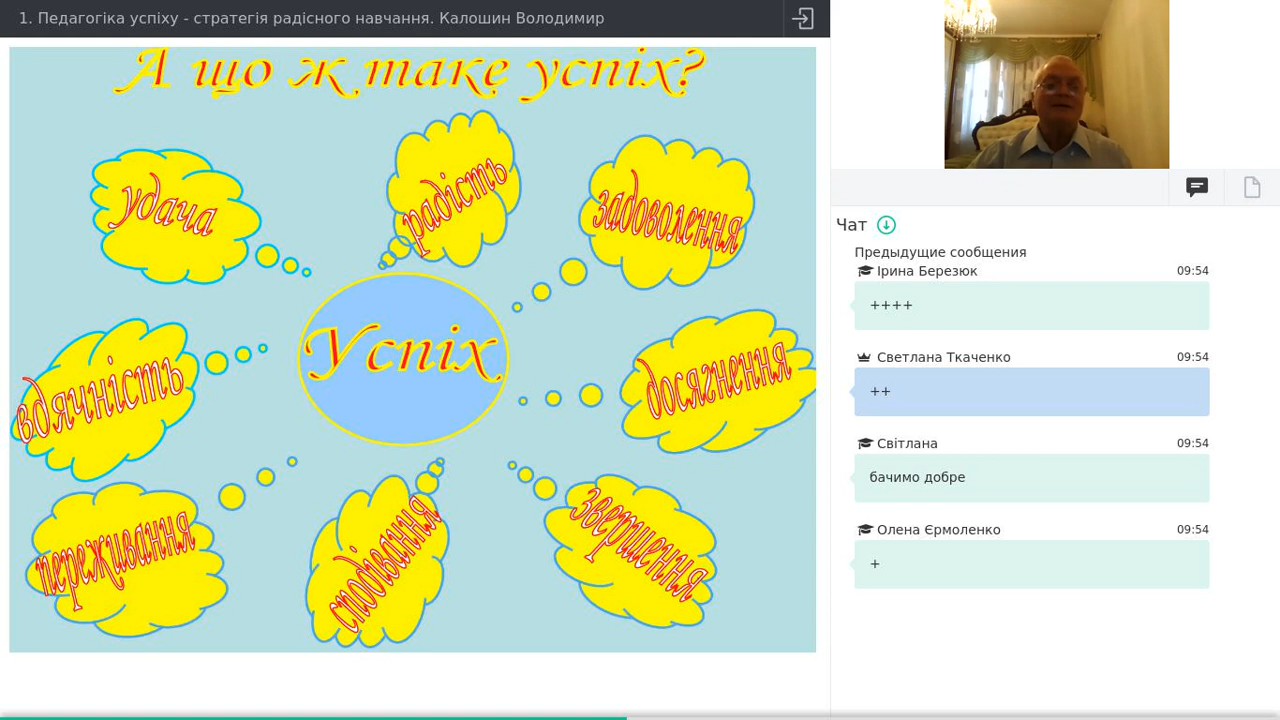 1. Педагогіка успіху - стратегія радісного навчання. Калошин Володимир
А що ж таке успіх?
удача
радість
задоволення
вдячність
Успіх
досягнення
переживання
сподівання
звершення
Чат
Предыдущие сообщения
Ірина Березюк 09:54
++++
Светлана Ткаченко 09:54
++
Світлана 09:54
бачимо добре
Олена Єрмоленко 09:54
+